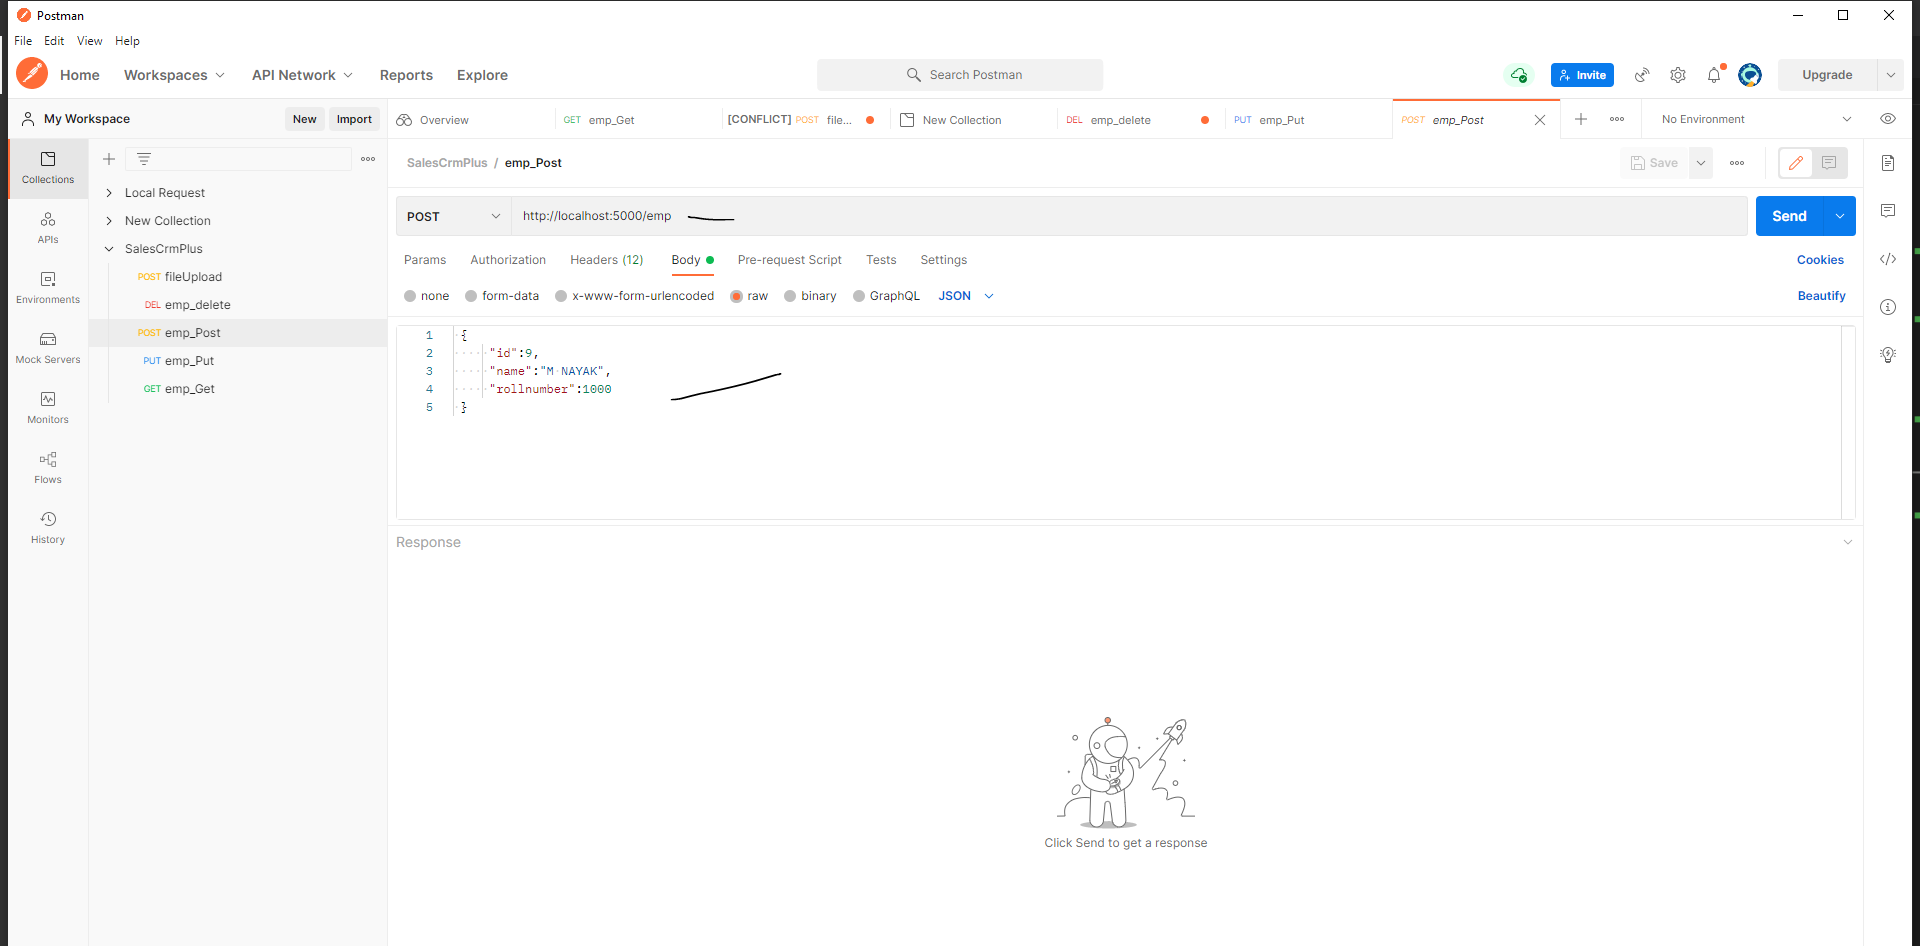 Postman
File Edit View Help
Home Workspaces API Network Reports Explore Search Postman Invite Upgrade
My Workspace New Import
Overview GET emp_Get [CONFLICT] POST file... New Collection DEL emp_delete PUT emp_Put POST emp_Post No Environment
Collections
APIs
Environments
Mock Servers
Monitors
Flows
History
Local Request
New Collection
SalesCrmPlus
POST fileUpload
DEL emp_delete
POST emp_Post
PUT emp_Put
GET emp_Get
SalesCrmPlus / emp_Post Save
POST http://localhost:5000/emp Send
Params Authorization Headers (12) Body Pre-request Script Tests Settings Cookies
none form-data x-www-form-urlencoded raw binary GraphQL JSON Beautify
1 {
2 "id":9,
3 "name":"M NAYAK",
4 "rollnumber":1000
5 }
Response
Click Send to get a response